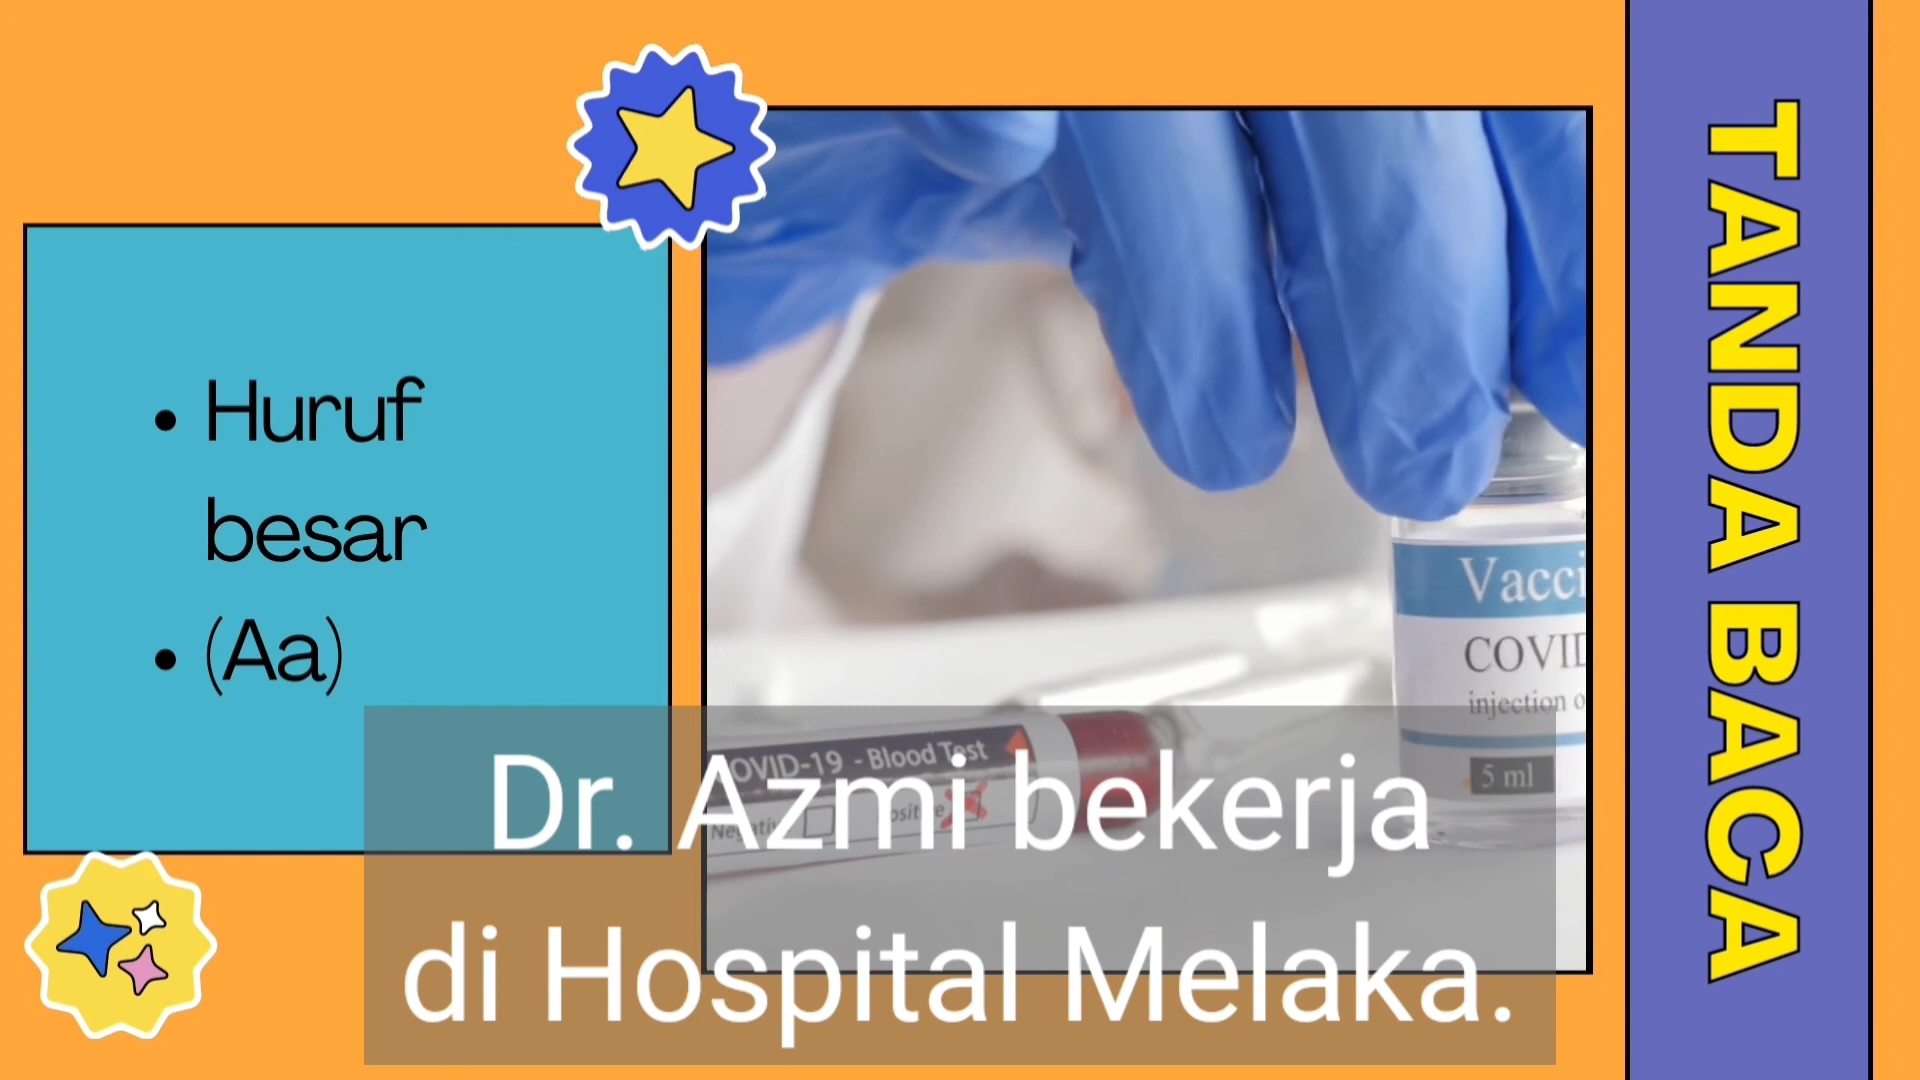 • Huruf
besar
• (Aa)
TANDA BACA
Vacci
COVID
injection o
5 ml
OVID-19 - Blood Test
Dr. Azmi bekerja
di Hospital Melaka.